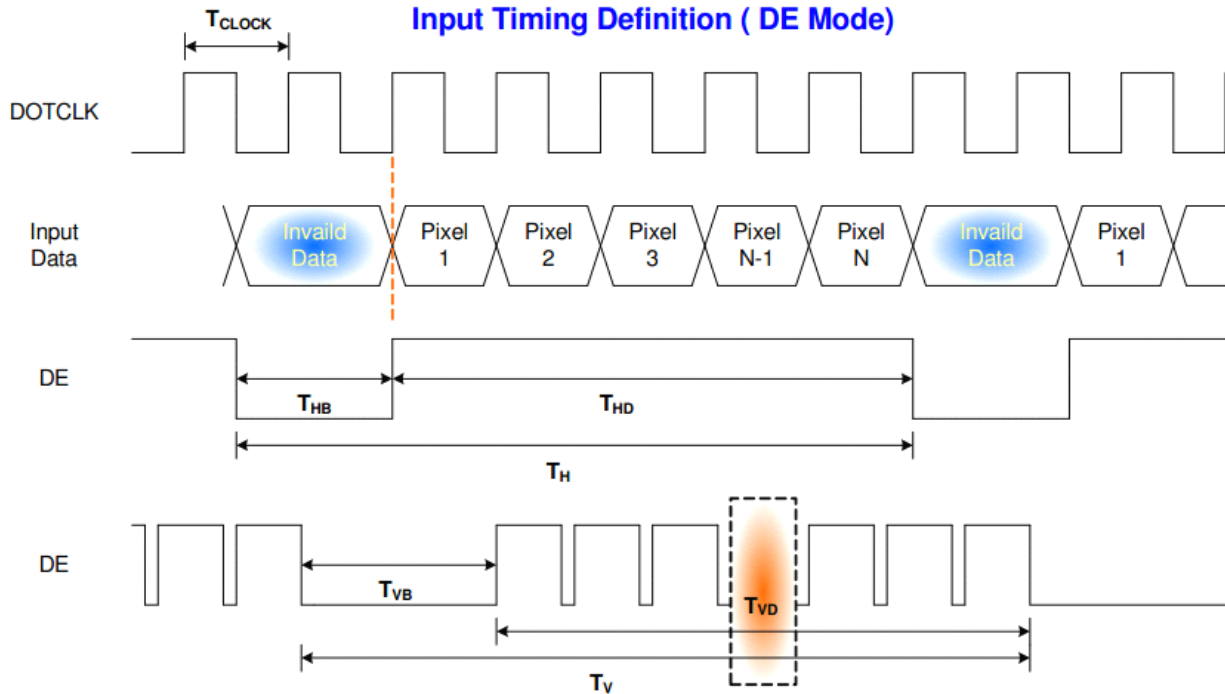 Input Timing Definition ( DE Mode)
TCLOCK
DOTCLK
Input
Data
Invaild
Data
Pixel
1
Pixel
2
Pixel
3
Pixel
N-1
Pixel
N
Invaild
Data
Pixel
1
DE
THB
THD
TH
DE
TVB
TVD
TV